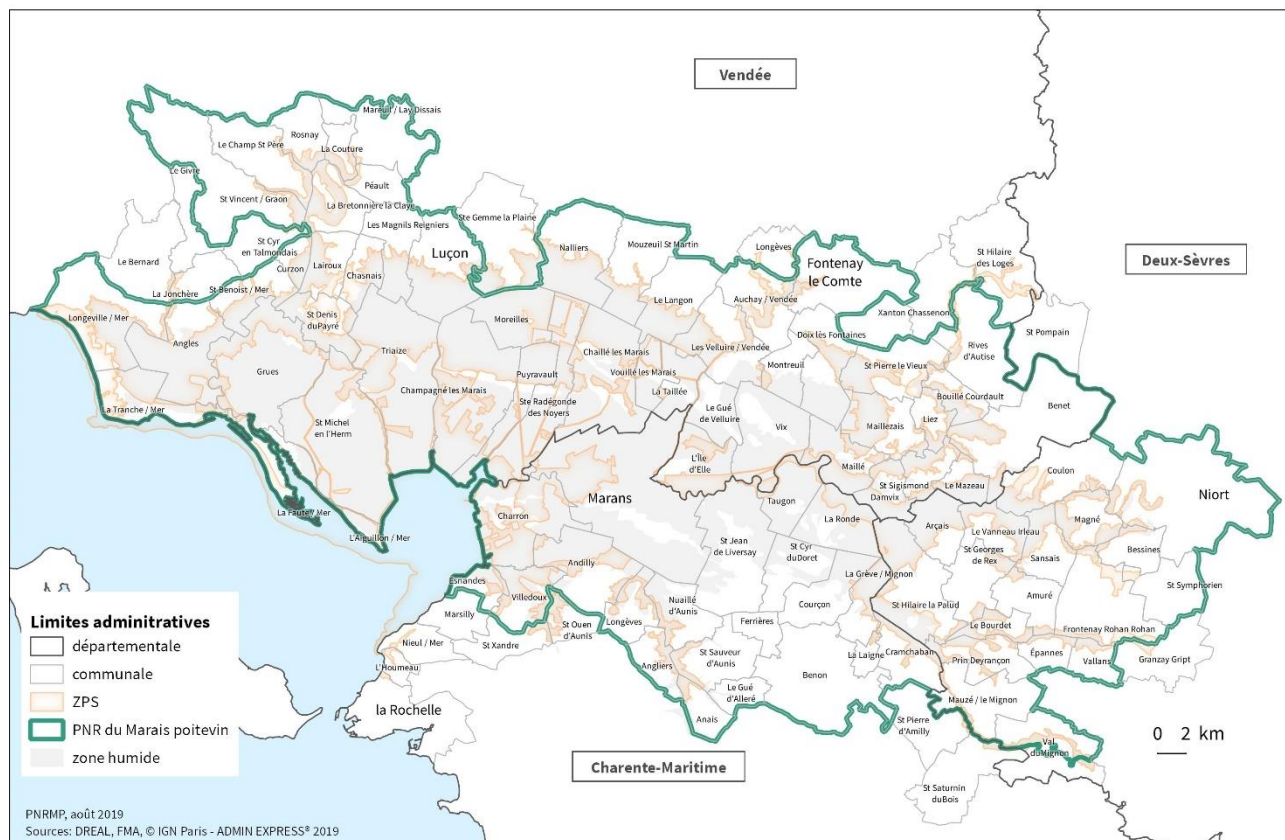 Vendée
Deux-Sèvres
Charente-Maritime
Mareuil / Lay Dissais
Rosnay
Le Champ St Père
La Couture
Le Givre
Péault
St Vincent / Graon
La Bretonnière la Claye
Les Magnils Reigniers
Ste Gemme la Plaine
St Cyr
en Talmondais
Luçon
Nalliers
Mouzeuil St Martin
Longèves
Fontenay
le Comte
St Hilaire
des Loges
Le Bernard
Curzon
Lairoux
Chasnais
La Jonchère
St Benoist / Mer
Le Langon
Auchay / Vendée
Xanton Chassenon
Longeville / Mer
Angles
St Denis
duPayré
Moreilles
Doix lès Fontaines
St Pompain
Rives
d'Autise
Triaize
Chaillé les Marais
Les Velluire / Vendée
Grues
Puyravault
Vouillé les Marais
Montreuil
St Pierre le Vieux
Champagné les Marais
La Taillée
Bouillé Courdault
Benet
La Tranche / Mer
Ste Radégonde
des Noyers
Le Gué
de Velluire
St Michel
en l'Herm
Vix
Maillezais
Liez
L'Île
d'Elle
Maillé
St Sigismond
Damvix
Le Mazeau
Coulon
Niort
La Faute / Mer
L'Aiguillon / Mer
Charron
Marans
Taugon
La Ronde
Arçais
Le Vanneau Irleau
Magné
St Georges
de Rex
Sansais
Bessines
St Jean
de Liversay
St Cyr
duDoret
Andilly
La Grève / Mignon
St Symphorien
Esnandes
Villedoux
Amuré
Nuaillé
d'Aunis
Courçon
St Hilaire la Palud
Marsilly
St Ouen
d'Aunis
Longèves
Ferrières
Le Bourdet
Frontenay Rohan Rohan
Nieul / Mer
St Xandre
St Sauveur
d'Aunis
La Laigne
Cramchaban
Prin Deyrançon
Épannes
Vallans
Granzay Gript
L'Houmeau
Angliers
Benon
Le Gué
d'Alleré
Mauzé / le Mignon
la Rochelle
Anais
St Pierre
d'Amilly
Val
duMignon
St Saturnin
duBois
0 2 km
Limites adminitratives
départementale
communale
ZPS
PNR du Marais poitevin
zone humide
PNRMP, août 2019
Sources: DREAL, FMA, © IGN Paris - ADMIN EXPRESS® 2019